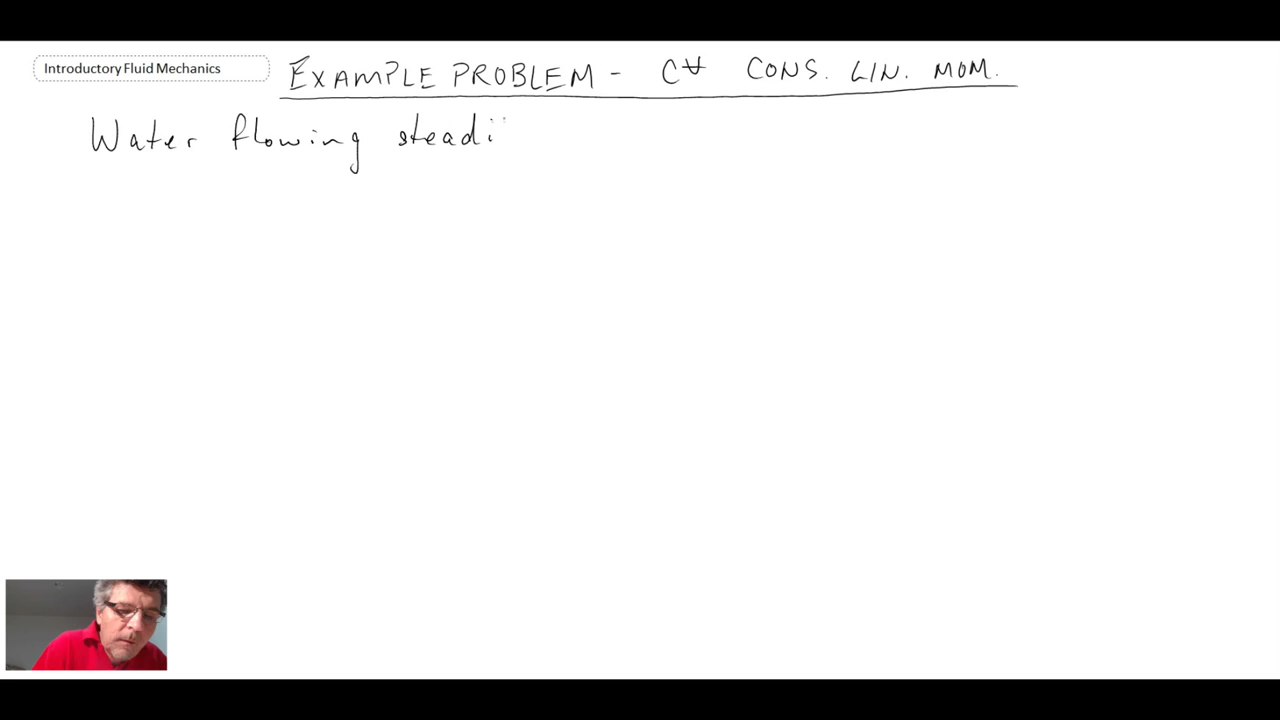 Introductory Fluid Mechanics
EXAMPLE PROBLEM - C∀ CONS. LIN. MOM.
Water flowing steadi